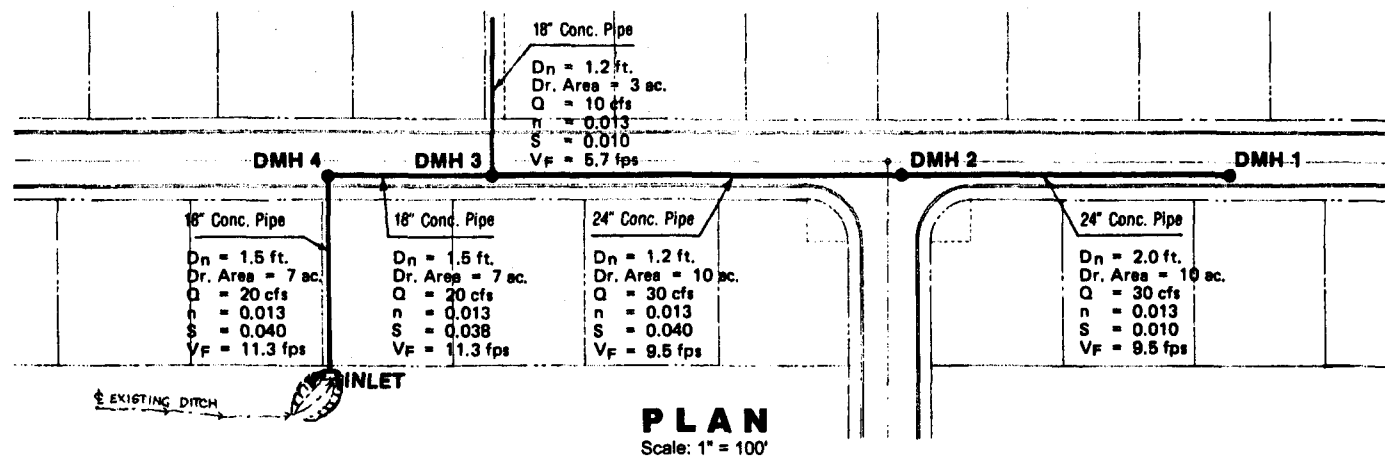 18" Conc. Pipe
Dn = 1.2 ft.
Dr. Area = 3 ac.
Q = 10 cfs
n = 0.013
S = 0.010
VF = 5.7 fps
DMH 4
DMH 3
DMH 2
DMH 1
18" Conc. Pipe
Dn = 1.5 ft.
Dr. Area = 7 ac.
Q = 20 cfs
n = 0.013
S = 0.040
VF = 11.3 fps
18" Conc. Pipe
Dn = 1.5 ft.
Dr. Area = 7 ac.
Q = 20 cfs
n = 0.013
S = 0.038
VF = 11.3 fps
24" Conc. Pipe
Dn = 1.2 ft.
Dr. Area = 10 ac.
Q = 30 cfs
n = 0.013
S = 0.040
VF = 9.5 fps
24" Conc. Pipe
Dn = 2.0 ft.
Dr. Area = 10 ac.
Q = 30 cfs
n = 0.013
S = 0.010
VF = 9.5 fps
INLET
℄ EXISTING DITCH
PLAN
Scale: 1" = 100'